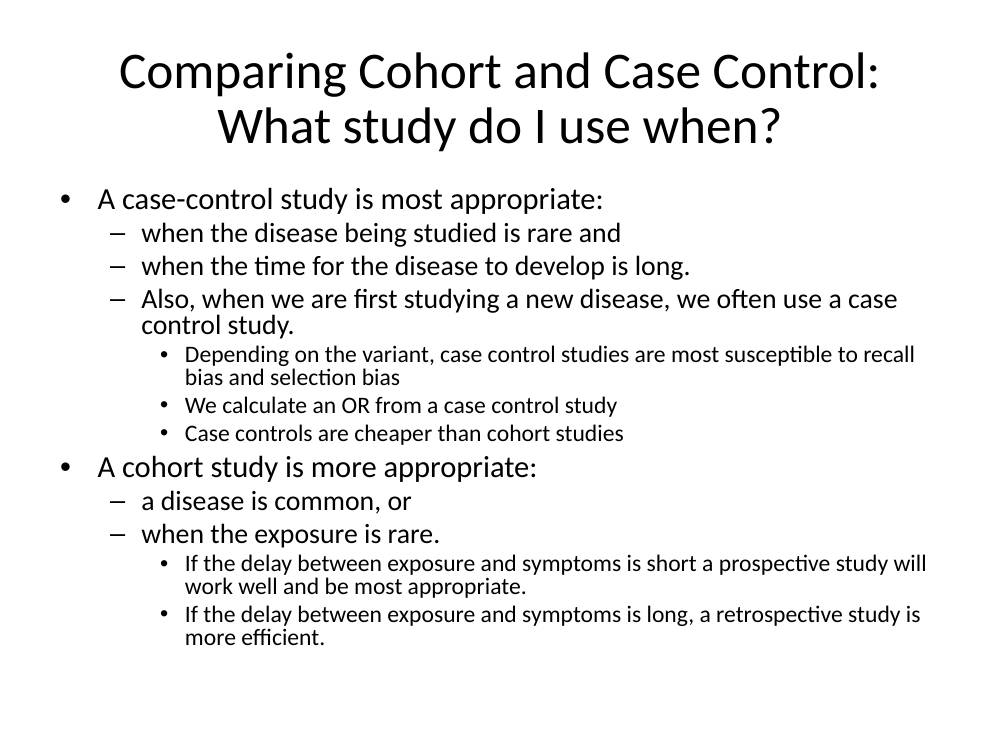 Comparing Cohort and Case Control:
What study do I use when?
• A case-control study is most appropriate:
– when the disease being studied is rare and
– when the time for the disease to develop is long.
– Also, when we are first studying a new disease, we often use a case
control study.
• Depending on the variant, case control studies are most susceptible to recall
bias and selection bias
• We calculate an OR from a case control study
• Case controls are cheaper than cohort studies
• A cohort study is more appropriate:
– a disease is common, or
– when the exposure is rare.
• If the delay between exposure and symptoms is short a prospective study will
work well and be most appropriate.
• If the delay between exposure and symptoms is long, a retrospective study is
more efficient.